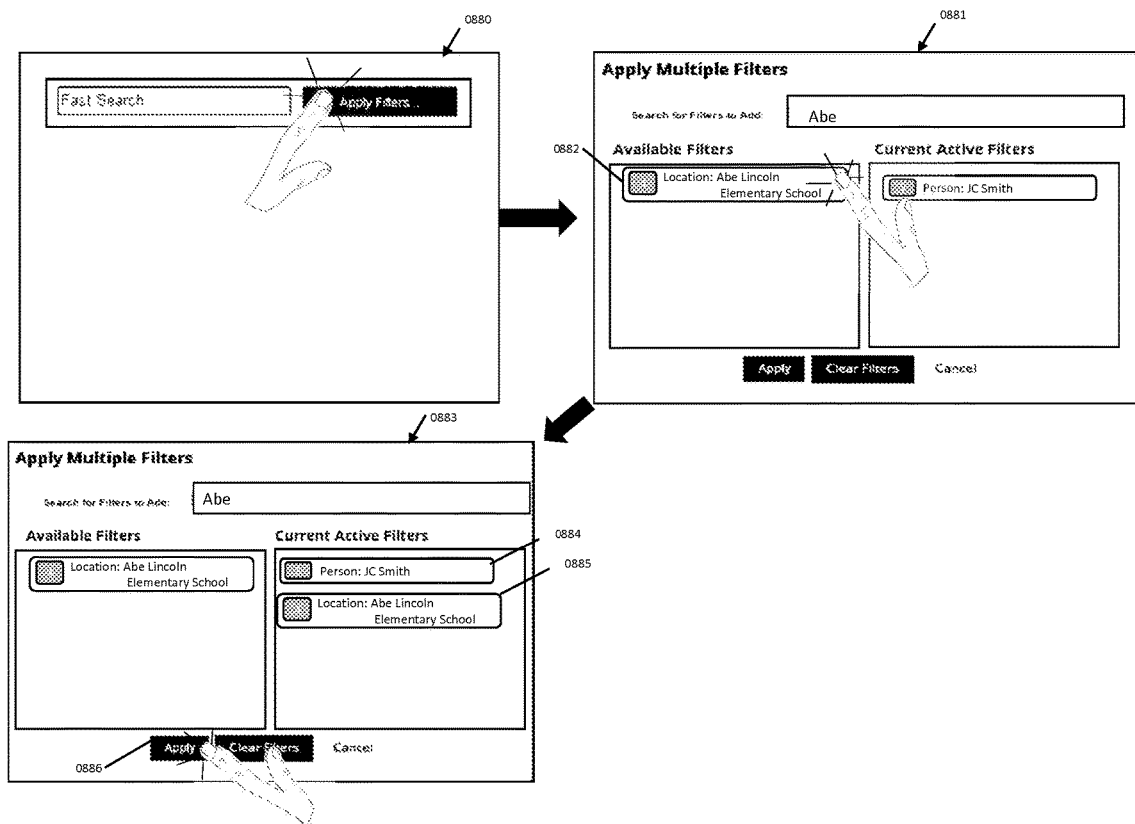 0880
Fast Search
Apply Filters...
0881
Apply Multiple Filters
Search for Filters to Add:
Abe
0882
Available Filters
Current Active Filters
Location: Abe Lincoln
Elementary School
Person: JC Smith
Apply
Clear Filters
Cancel
0883
Apply Multiple Filters
Search for Filters to Add:
Abe
Available Filters
Current Active Filters
0884
Location: Abe Lincoln
Elementary School
Person: JC Smith
0885
Location: Abe Lincoln
Elementary School
Apply
Clear Filters
Cancel
0886